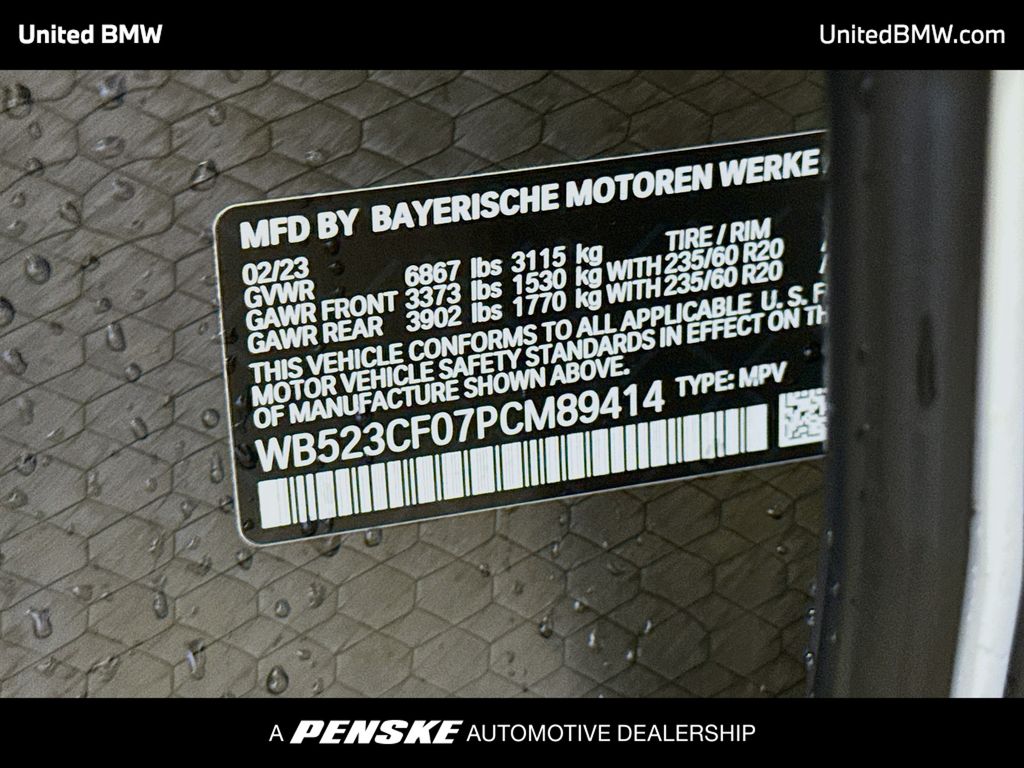 United BMW
UnitedBMW.com
MFD BY BAYERISCHE MOTOREN WERKE
02/23 TIRE / RIM
GVWR 6867 lbs 3115 kg
GAWR FRONT 3373 lbs 1530 kg WITH 235/60 R20
GAWR REAR 3902 lbs 1770 kg WITH 235/60 R20
THIS VEHICLE CONFORMS TO ALL APPLICABLE U. S. F
MOTOR VEHICLE SAFETY STANDARDS IN EFFECT ON TH
OF MANUFACTURE SHOWN ABOVE.
WB523CF07PCM89414 TYPE: MPV
A PENSKE AUTOMOTIVE DEALERSHIP